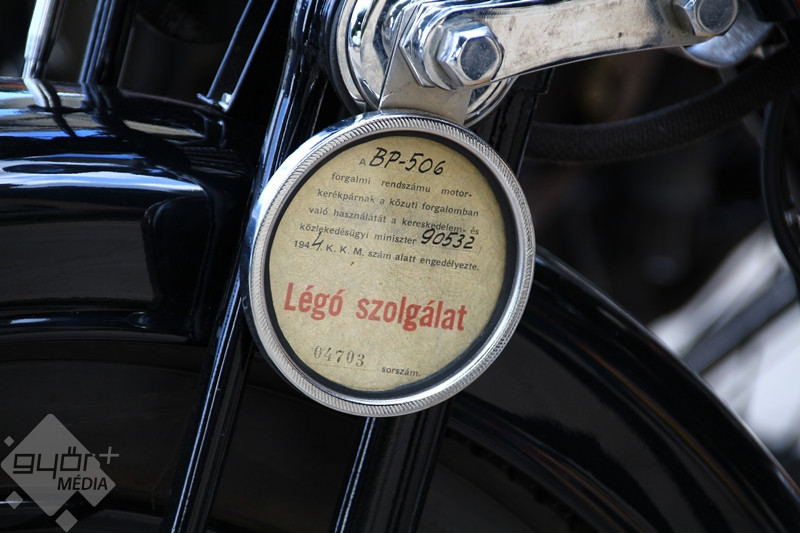 A BP-506
forgalmi rendszámu motor-
kerékpárnak a közuti forgalomban
való használatát a kereskedelem- és
közlekedésügyi miniszter 90532
1944 K. K. M. szám alatt engedélyezte.
Légó szolgálat
04703 sorszám.
győr+
MÉDIA